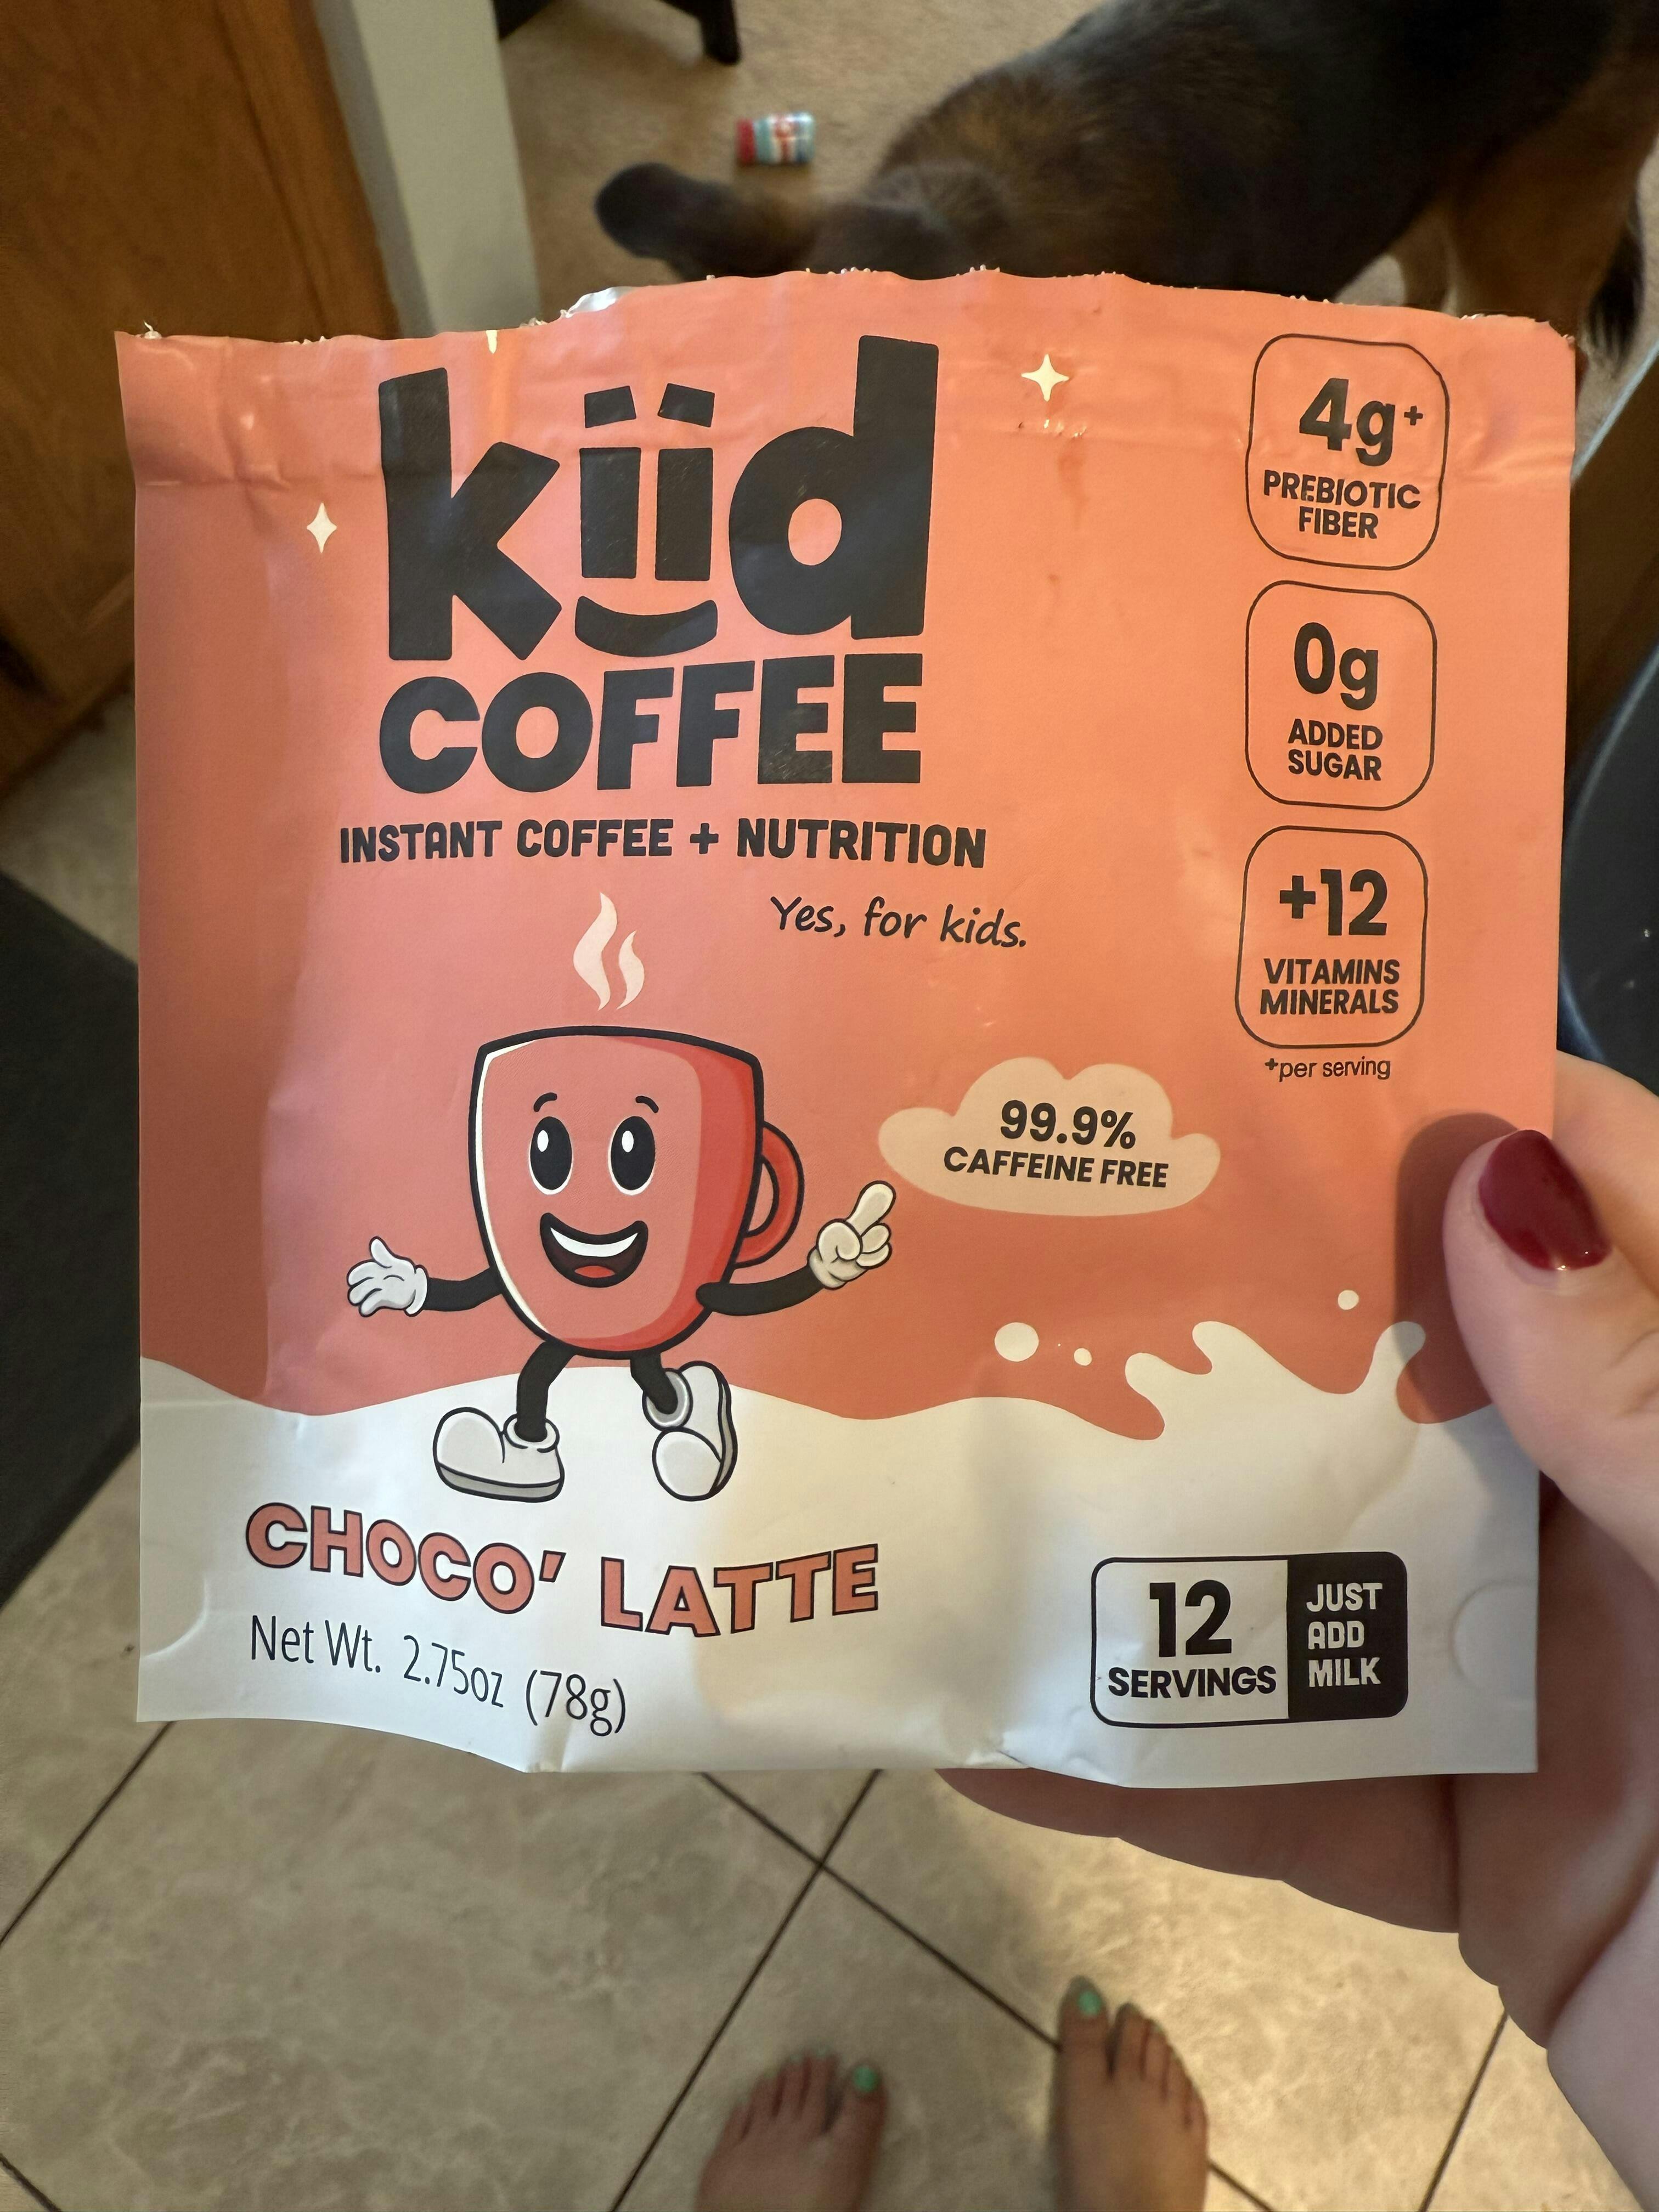 kiid
COFFEE
INSTANT COFFEE + NUTRITION
Yes, for kids.
4g+
PREBIOTIC
FIBER
0g
ADDED
SUGAR
+12
VITAMINS
MINERALS
+per serving
99.9%
CAFFEINE FREE
CHOCO' LATTE
Net Wt. 2.75oz (78g)
12
SERVINGS
JUST
ADD
MILK